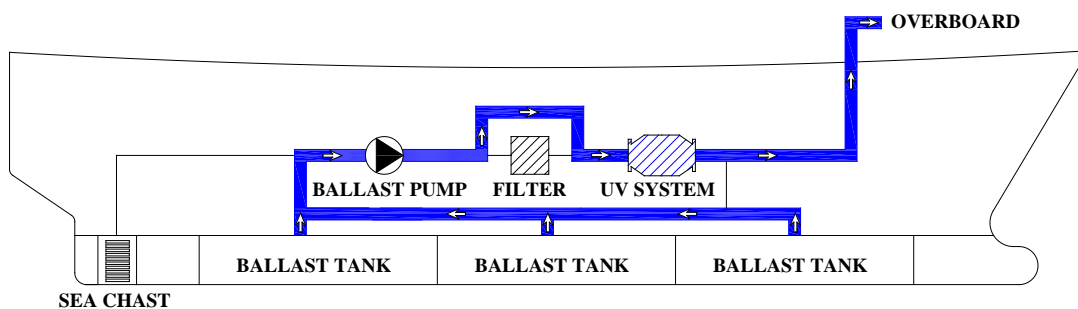 OVERBOARD
BALLAST PUMP
FILTER
UV SYSTEM
BALLAST TANK
BALLAST TANK
BALLAST TANK
SEA CHAST